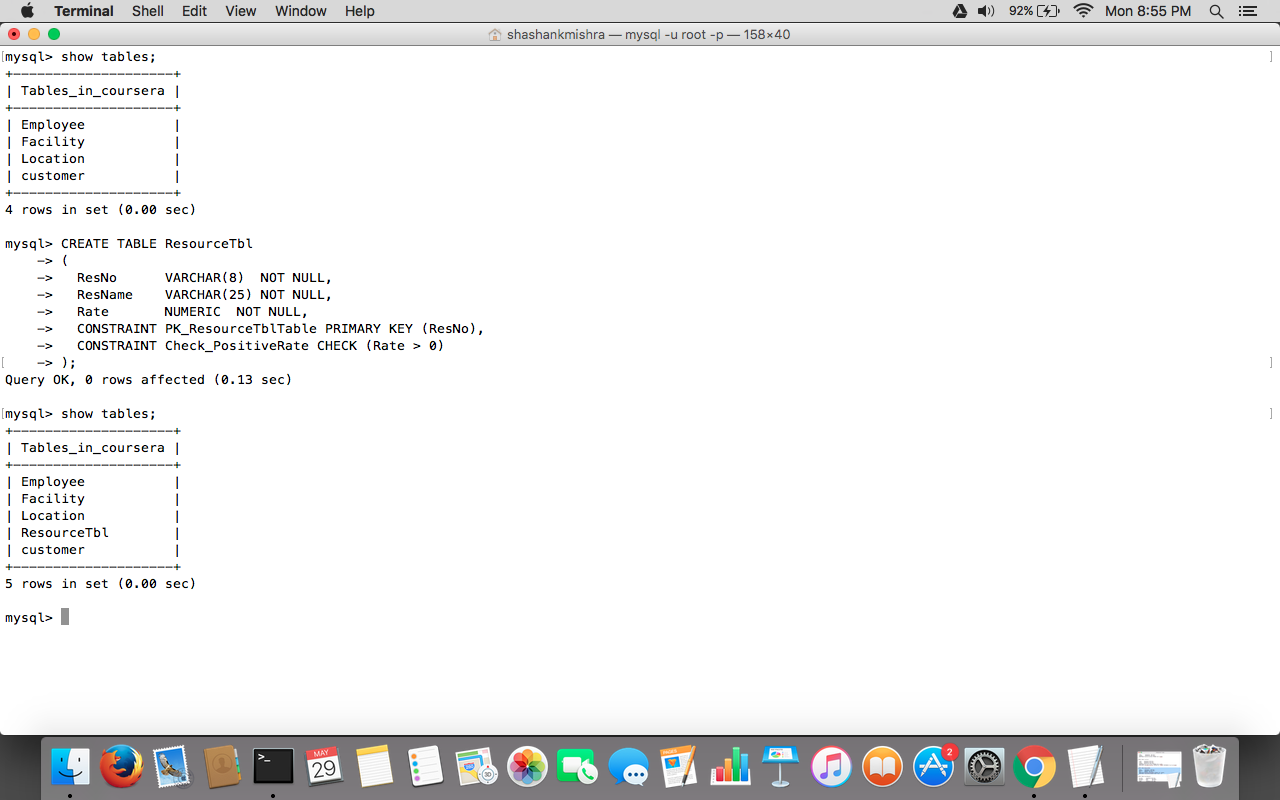 Terminal Shell Edit View Window Help 92% Mon 8:55 PM
shashankmishra — mysql -u root -p — 158×40
mysql> show tables;
+--------------------+
| Tables_in_coursera |
+--------------------+
| Employee           |
| Facility           |
| Location           |
| customer           |
+--------------------+
4 rows in set (0.00 sec)
mysql> CREATE TABLE ResourceTbl
    -> (
    ->   ResNo      VARCHAR(8)  NOT NULL,
    ->   ResName    VARCHAR(25) NOT NULL,
    ->   Rate       NUMERIC  NOT NULL,
    ->   CONSTRAINT PK_ResourceTblTable PRIMARY KEY (ResNo),
    ->   CONSTRAINT Check_PositiveRate CHECK (Rate > 0)
    -> );
Query OK, 0 rows affected (0.13 sec)
mysql> show tables;
+--------------------+
| Tables_in_coursera |
+--------------------+
| Employee           |
| Facility           |
| Location           |
| ResourceTbl        |
| customer           |
+--------------------+
5 rows in set (0.00 sec)
mysql>
>_
MAY
29
2